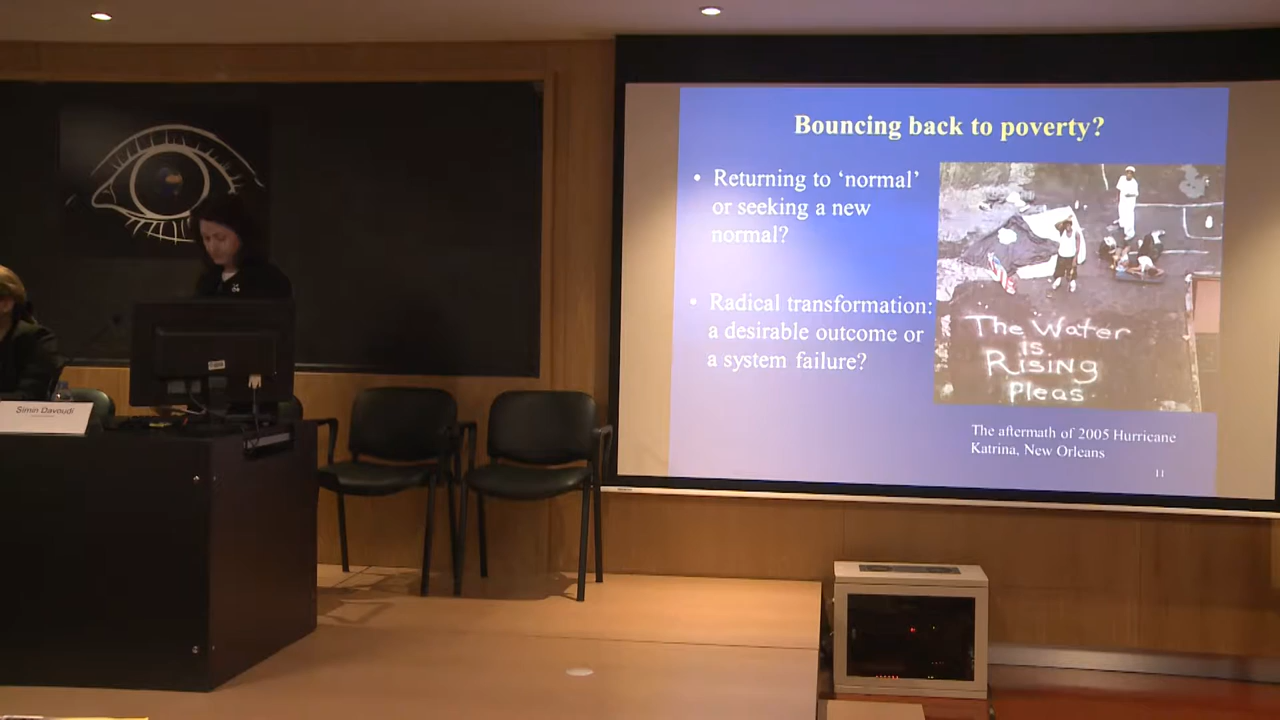 Bouncing back to poverty?
• Returning to ‘normal’
or seeking a new
normal?
• Radical transformation:
a desirable outcome or
a system failure?
The Water
is
Rising
Pleas
The aftermath of 2005 Hurricane
Katrina, New Orleans
11
Simin Davoudi